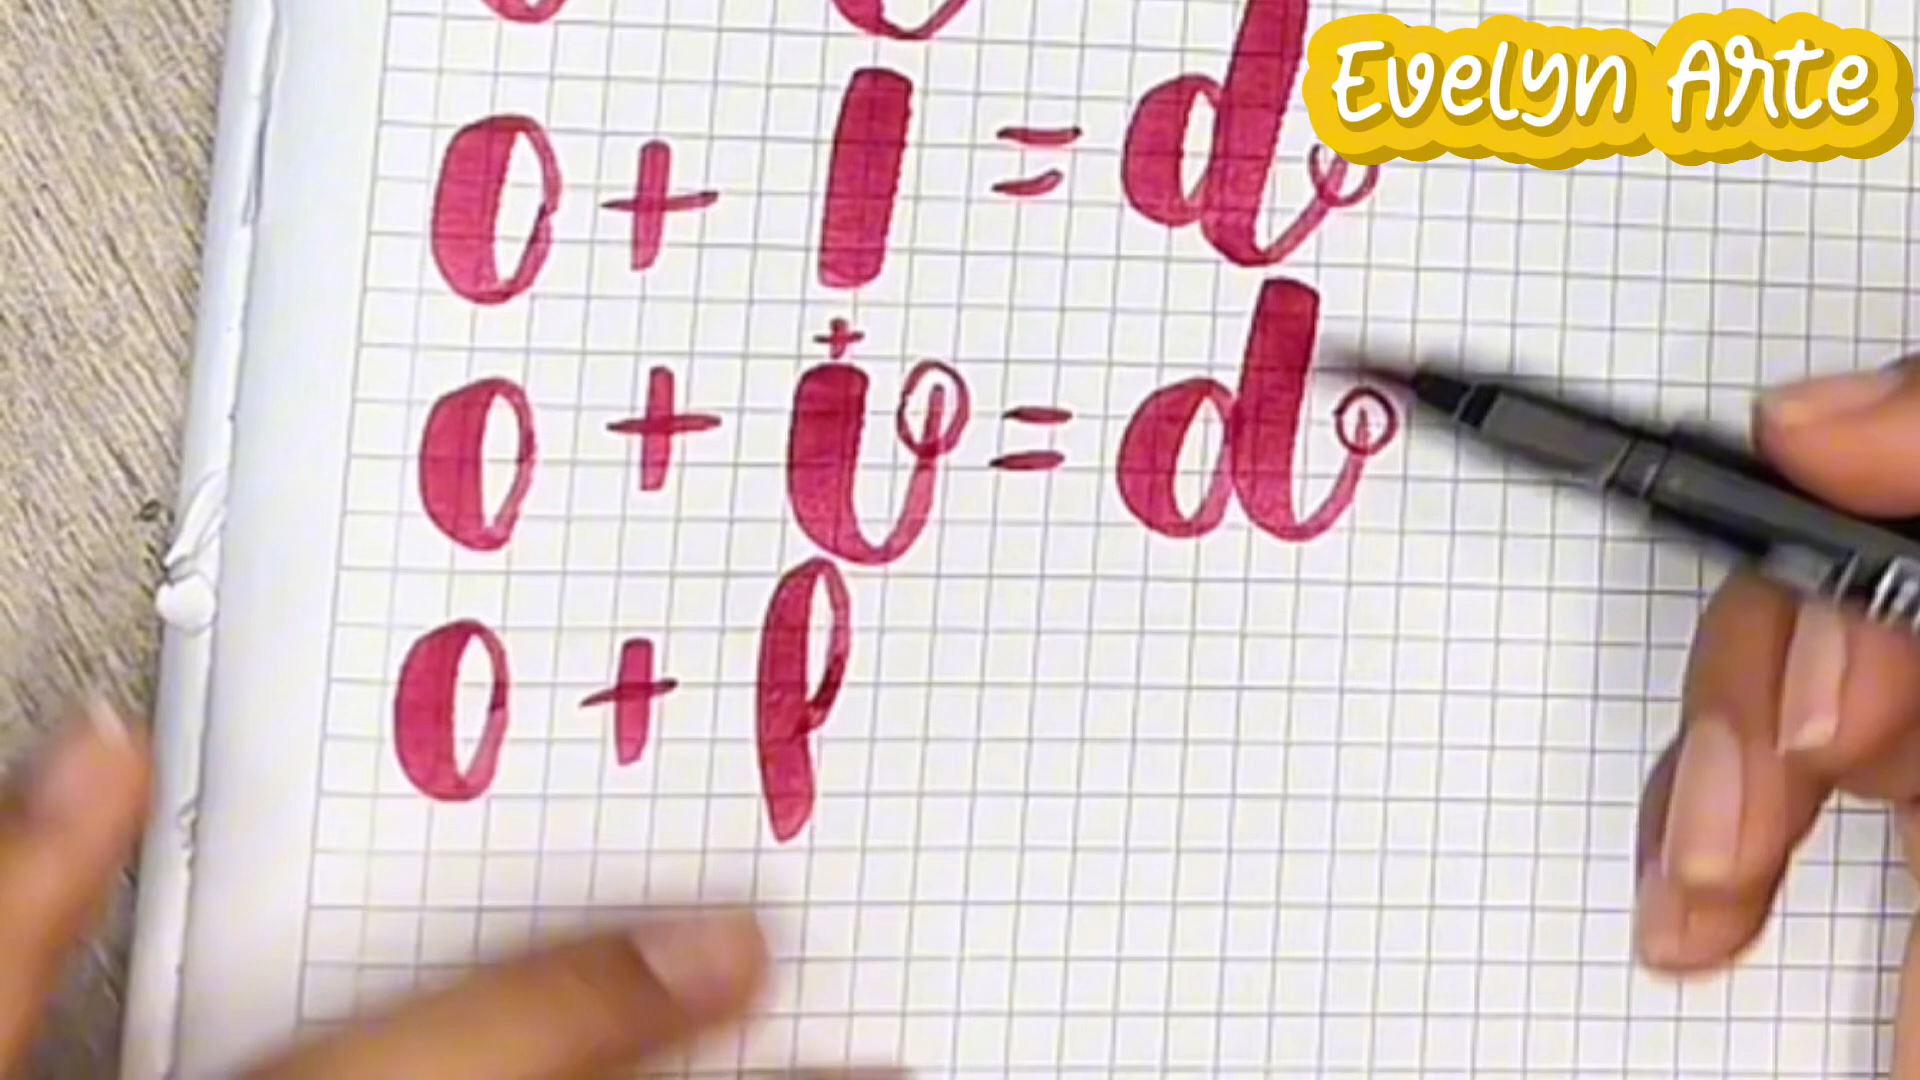 Evelyn Arte
o + l = d
+
o + i = d
o + l